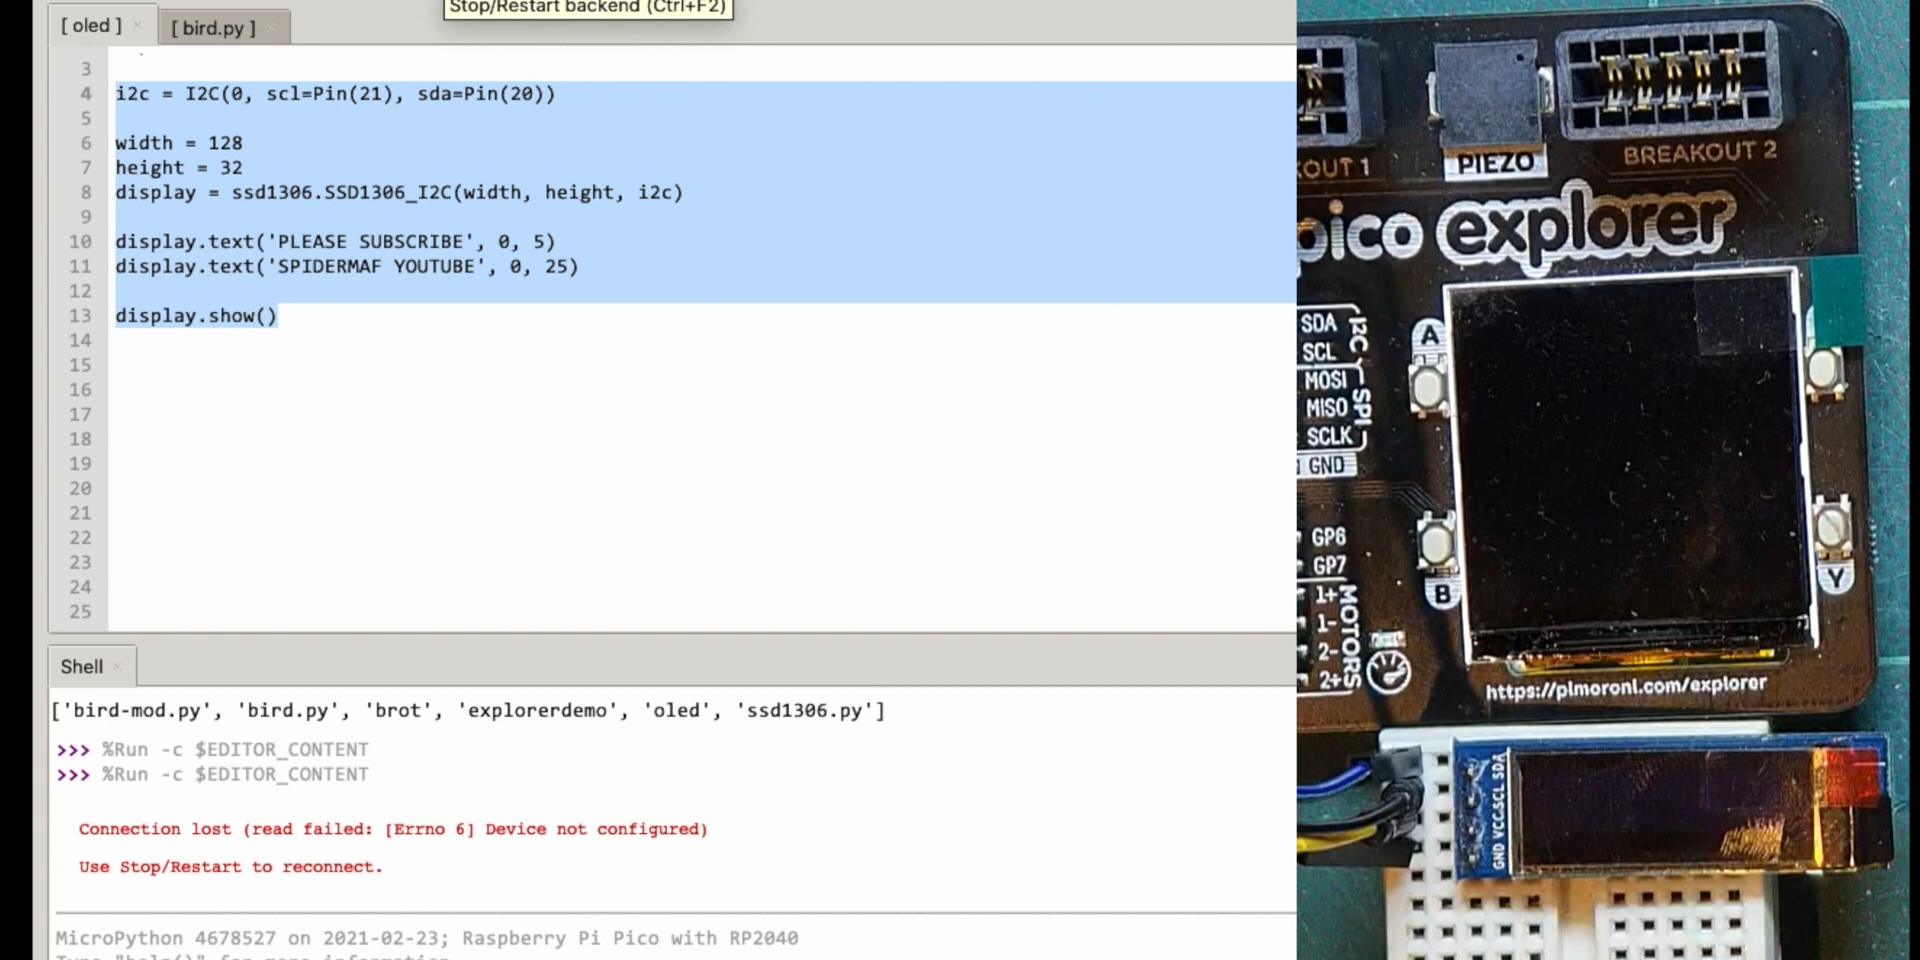 Stop/Restart backend (Ctrl+F2)
[ oled ] ×
[ bird.py ] ×
3
4 i2c = I2C(0, scl=Pin(21), sda=Pin(20))
5
6 width = 128
7 height = 32
8 display = ssd1306.SSD1306_I2C(width, height, i2c)
9
10 display.text('PLEASE SUBSCRIBE', 0, 5)
11 display.text('SPIDERMAF YOUTUBE', 0, 25)
12
13 display.show()
14
15
16
17
18
19
20
21
22
23
24
25
Shell ×
['bird-mod.py', 'bird.py', 'brot', 'explorerdemo', 'oled', 'ssd1306.py']
>>> %Run -c $EDITOR_CONTENT
>>> %Run -c $EDITOR_CONTENT
Connection lost (read failed: [Errno 6] Device not configured)
Use Stop/Restart to reconnect.
MicroPython 4678527 on 2021-02-23; Raspberry Pi Pico with RP2040
KOUT 1
PIEZO
BREAKOUT 2
pico explorer
SDA
SCL
I2C
MOSI
MISO
SCLK
SPI
GND
GP6
GP7
1+
1-
2-
2+
MOTORS
A
B
Y
https://pimoroni.com/explorer
GND VCC SCL SDA